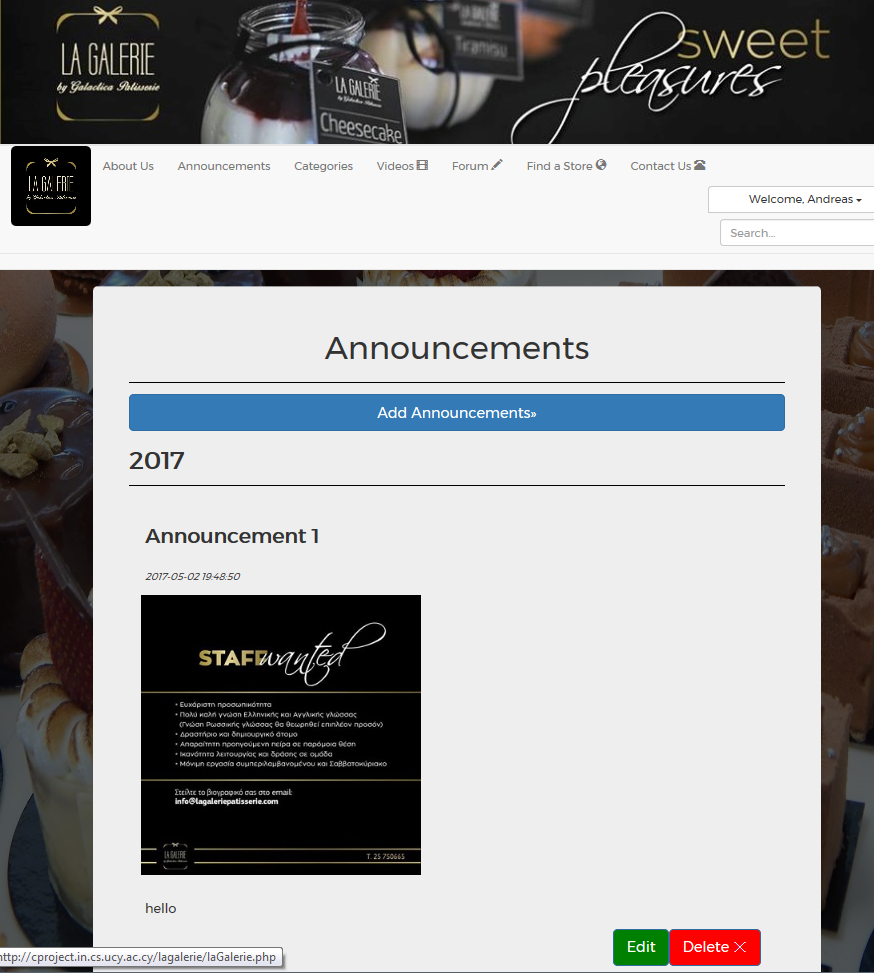 LA GALERIE
by Galactica Patisserie
LA GALERIE
Cheesecake
Tiramisu
sweet
pleasures
LA GALERIE
About Us
Announcements
Categories
Videos
Forum
Find a Store
Contact Us
Welcome, Andreas
Search...
Announcements
Add Announcements»
2017
Announcement 1
2017-05-02 19:48:50
STAFF wanted
• Ευχάριστη προσωπικότητα
• Πολύ καλή γνώση Ελληνικής και Αγγλικής γλώσσας
(Γνώση Ρωσσικής γλώσσας θα θεωρηθεί επιπλέον προσόν)
• Δραστήριο και δημιουργικό άτομο
• Απαραίτητη προηγούμενη πείρα σε παρόμοια θέση
• Ικανότητα λειτουργίας και δράσης σε ομάδα
• Μόνιμη εργασία συμπεριλαμβανομένου και Σαββατοκύριακο
Στείλτε το βιογραφικό σας στο email:
info@lagaleriepatisserie.com
LA GALERIE
T. 25 750665
hello
Edit
Delete
http://cproject.in.cs.ucy.ac.cy/lagalerie/laGalerie.php